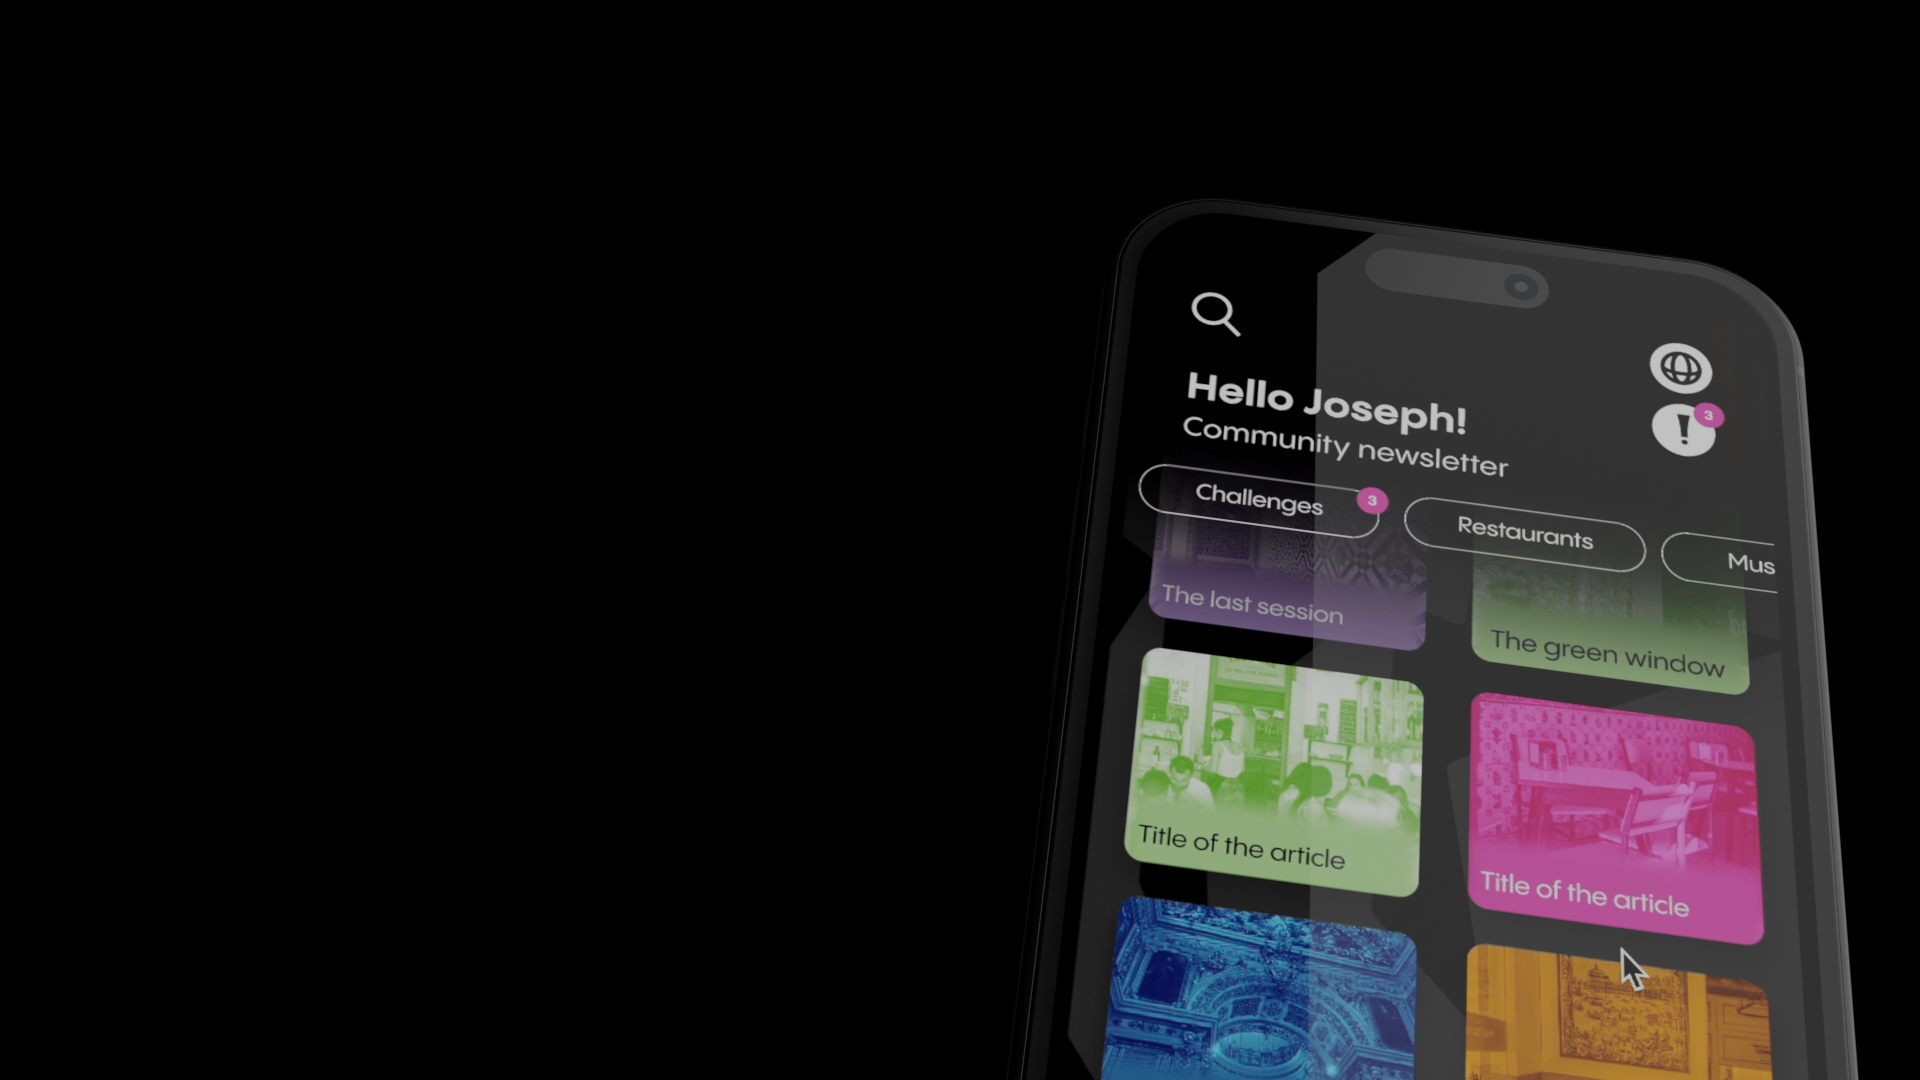 Hello Joseph!
3
Community newsletter
Challenges
3
Restaurants
Mus
The last session
The green window
Title of the article
Title of the article